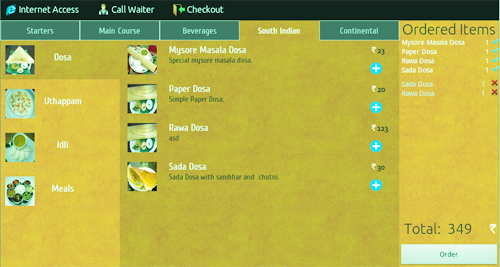 Internet Access Call Waiter Checkout
Starters Main Course Beverages South Indian Continental
Ordered Items
Dosa
Uthappam
Idli
Meals
Mysore Masala Dosa ₹ 23
Special mysore masala dosa.
Paper Dosa ₹ 20
Simple Paper Dosa.
Rawa Dosa ₹ 123
asd
Sada Dosa ₹ 30
Sada Dosa with sambhar and chutni.
Mysore Masala Dosa 1
Paper Dosa 1
Rawa Dosa 1
Sada Dosa 1
Sada Dosa 1
Rawa Dosa 1
Total: 349 ₹
Order